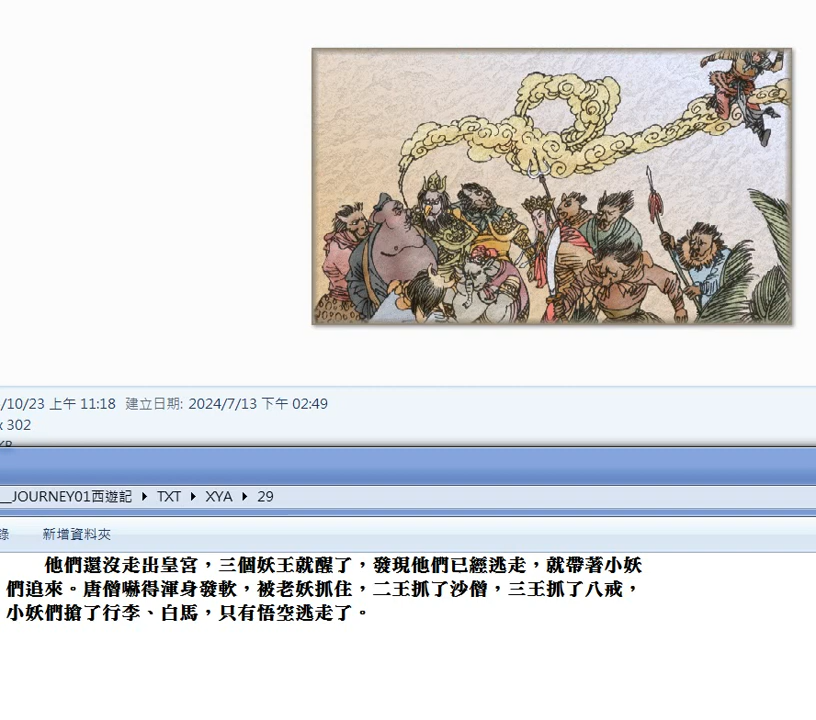 /10/23 上午 11:18 建立日期: 2024/7/13 下午 02:49
x 302
KB
__JOURNEY01西遊記 ▸ TXT ▸ XYA ▸ 29
錄 新增資料夾
他們還沒走出皇宮，三個妖王就醒了，發現他們已經逃走，就帶著小妖
們追來。唐僧嚇得渾身發軟，被老妖抓住，二王抓了沙僧，三王抓了八戒，
小妖們搶了行李、白馬，只有悟空逃走了。